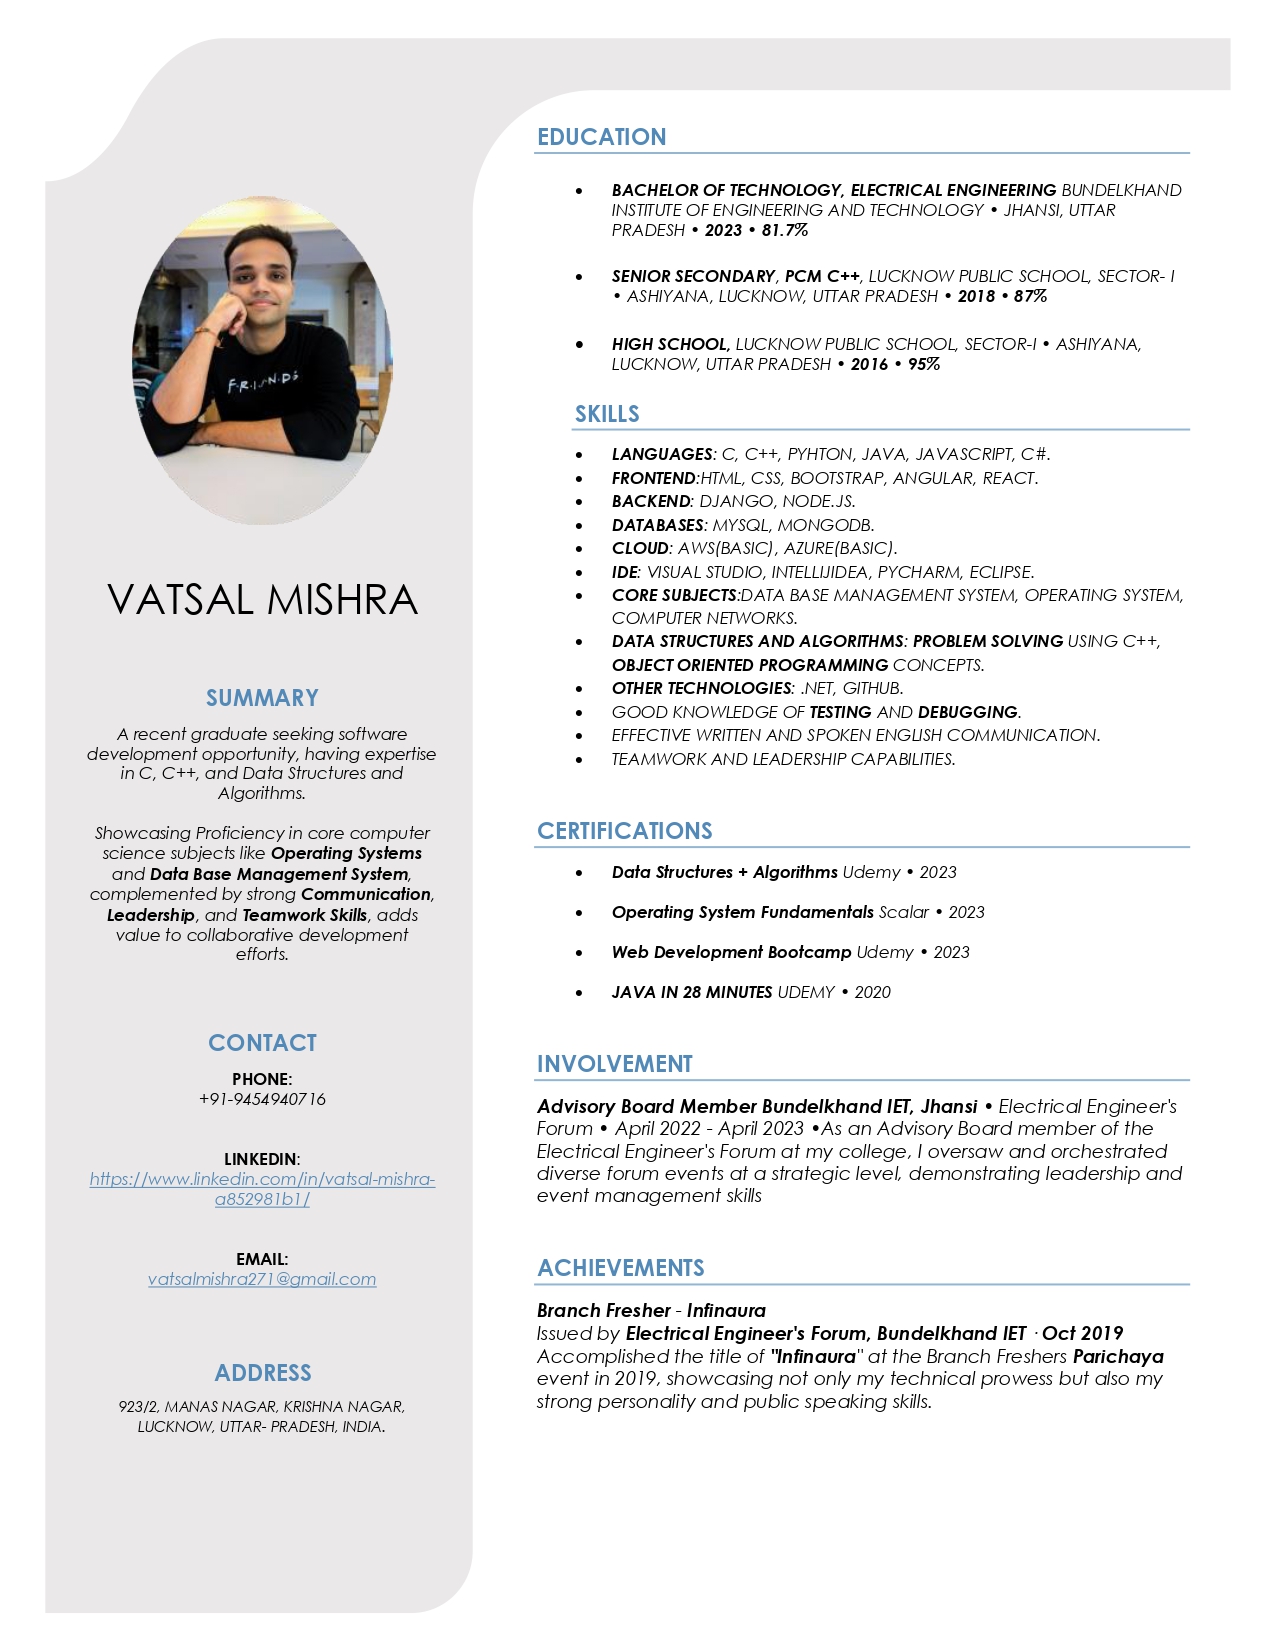 F·R·I·E·N·D·S
VATSAL MISHRA
SUMMARY
A recent graduate seeking software
development opportunity, having expertise
in C, C++, and Data Structures and
Algorithms.
Showcasing Proficiency in core computer
science subjects like Operating Systems
and Data Base Management System,
complemented by strong Communication,
Leadership, and Teamwork Skills, adds
value to collaborative development
efforts.
CONTACT
PHONE:
+91-9454940716
LINKEDIN:
https://www.linkedin.com/in/vatsal-mishra-
a852981b1/
EMAIL:
vatsalmishra271@gmail.com
ADDRESS
923/2, MANAS NAGAR, KRISHNA NAGAR,
LUCKNOW, UTTAR- PRADESH, INDIA.
EDUCATION
• BACHELOR OF TECHNOLOGY, ELECTRICAL ENGINEERING BUNDELKHAND
INSTITUTE OF ENGINEERING AND TECHNOLOGY • JHANSI, UTTAR
PRADESH • 2023 • 81.7%
• SENIOR SECONDARY, PCM C++, LUCKNOW PUBLIC SCHOOL, SECTOR- I
• ASHIYANA, LUCKNOW, UTTAR PRADESH • 2018 • 87%
• HIGH SCHOOL, LUCKNOW PUBLIC SCHOOL, SECTOR-I • ASHIYANA,
LUCKNOW, UTTAR PRADESH • 2016 • 95%
SKILLS
• LANGUAGES: C, C++, PYHTON, JAVA, JAVASCRIPT, C#.
• FRONTEND:HTML, CSS, BOOTSTRAP, ANGULAR, REACT.
• BACKEND: DJANGO, NODE.JS.
• DATABASES: MYSQL, MONGODB.
• CLOUD: AWS(BASIC), AZURE(BASIC).
• IDE: VISUAL STUDIO, INTELLIJIDEA, PYCHARM, ECLIPSE.
• CORE SUBJECTS:DATA BASE MANAGEMENT SYSTEM, OPERATING SYSTEM,
COMPUTER NETWORKS.
• DATA STRUCTURES AND ALGORITHMS: PROBLEM SOLVING USING C++,
OBJECT ORIENTED PROGRAMMING CONCEPTS.
• OTHER TECHNOLOGIES: .NET, GITHUB.
• GOOD KNOWLEDGE OF TESTING AND DEBUGGING.
• EFFECTIVE WRITTEN AND SPOKEN ENGLISH COMMUNICATION.
• TEAMWORK AND LEADERSHIP CAPABILITIES.
CERTIFICATIONS
• Data Structures + Algorithms Udemy • 2023
• Operating System Fundamentals Scalar • 2023
• Web Development Bootcamp Udemy • 2023
• JAVA IN 28 MINUTES UDEMY • 2020
INVOLVEMENT
Advisory Board Member Bundelkhand IET, Jhansi • Electrical Engineer's
Forum • April 2022 - April 2023 •As an Advisory Board member of the
Electrical Engineer's Forum at my college, I oversaw and orchestrated
diverse forum events at a strategic level, demonstrating leadership and
event management skills
ACHIEVEMENTS
Branch Fresher - Infinaura
Issued by Electrical Engineer's Forum, Bundelkhand IET · Oct 2019
Accomplished the title of "Infinaura" at the Branch Freshers Parichaya
event in 2019, showcasing not only my technical prowess but also my
strong personality and public speaking skills.